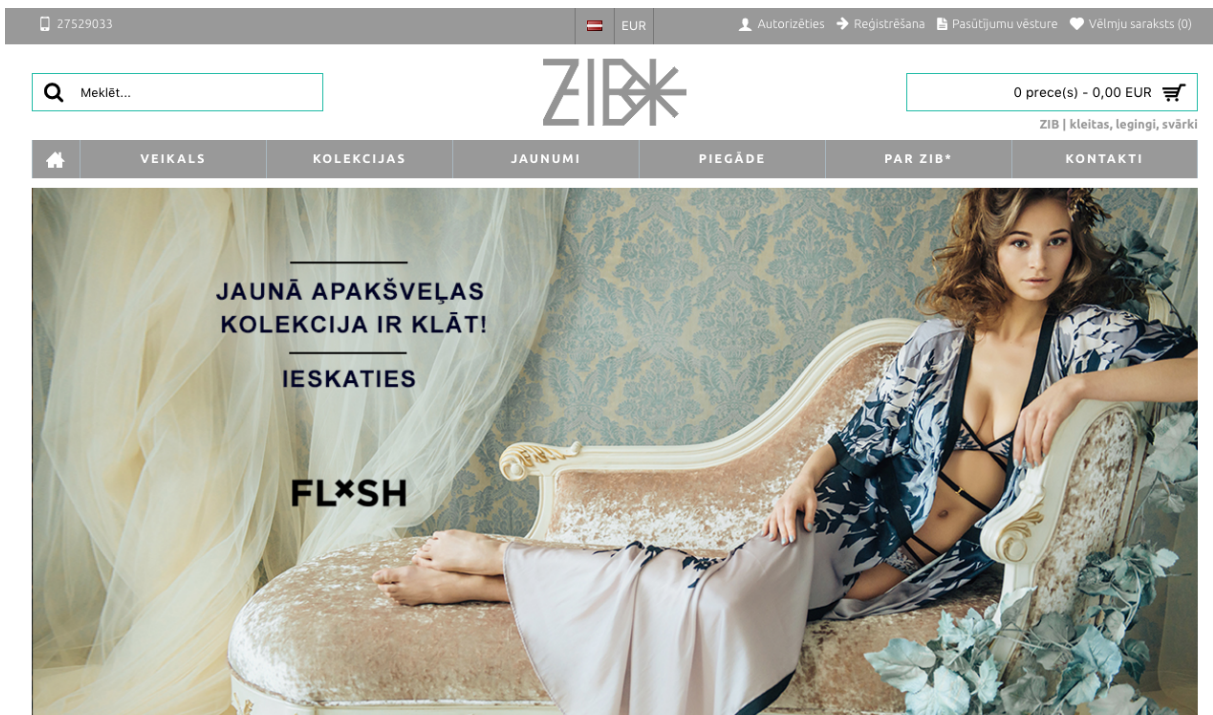 27529033
EUR
Autorizēties
Reģistrēšana
Pasūtījumu vēsture
Vēlmju saraksts (0)
Meklēt...
ZIB*
0 prece(s) - 0,00 EUR
ZIB | kleitas, legingi, svārki
VEIKALS
KOLEKCIJAS
JAUNUMI
PIEGĀDE
PAR ZIB*
KONTAKTI
JAUNĀ APAKŠVEĻAS
KOLEKCIJA IR KLĀT!
IESKATIES
FLXSH